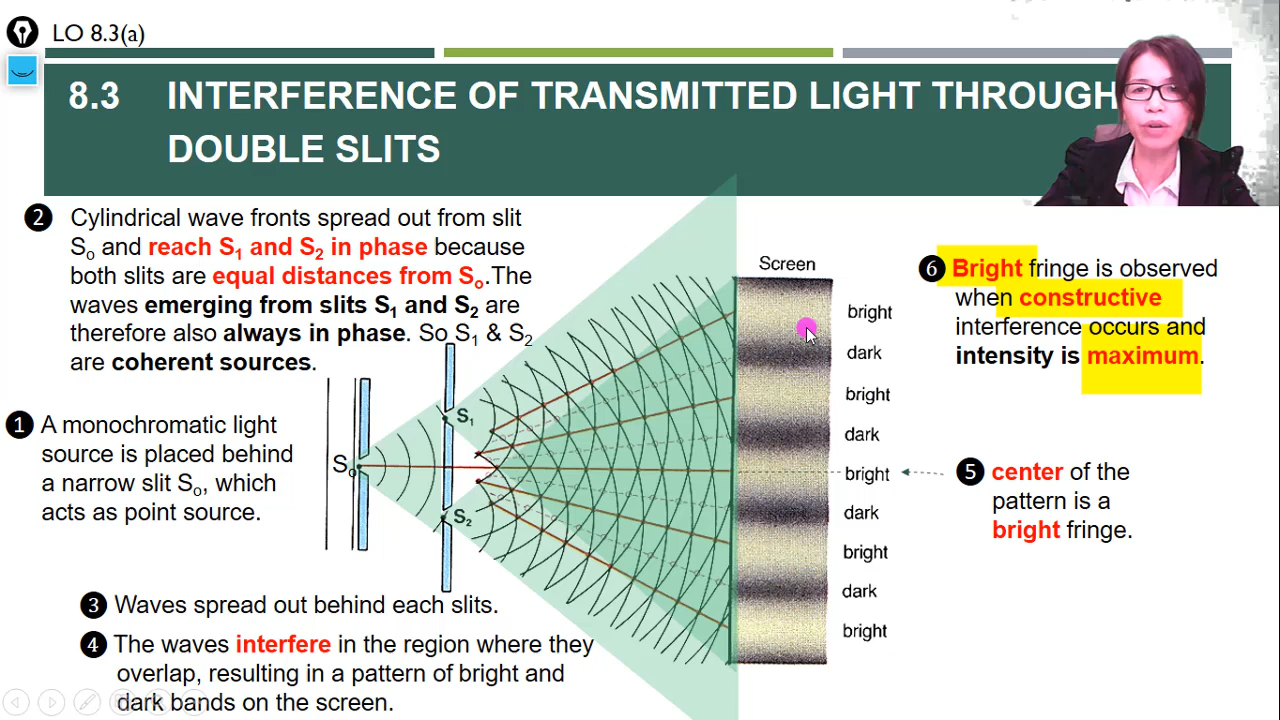 LO 8.3(a)
8.3 INTERFERENCE OF TRANSMITTED LIGHT THROUGH
DOUBLE SLITS
❷ Cylindrical wave fronts spread out from slit
So and reach S1 and S2 in phase because
both slits are equal distances from So.The
waves emerging from slits S1 and S2 are
therefore also always in phase. So S1 & S2
are coherent sources.
❶ A monochromatic light
source is placed behind
a narrow slit So, which
acts as point source.
So
S1
S2
❸ Waves spread out behind each slits.
❹ The waves interfere in the region where they
overlap, resulting in a pattern of bright and
dark bands on the screen.
Screen
bright
dark
bright
dark
bright
dark
bright
dark
bright
❻ Bright fringe is observed
when constructive
interference occurs and
intensity is maximum.
❺ center of the
pattern is a
bright fringe.